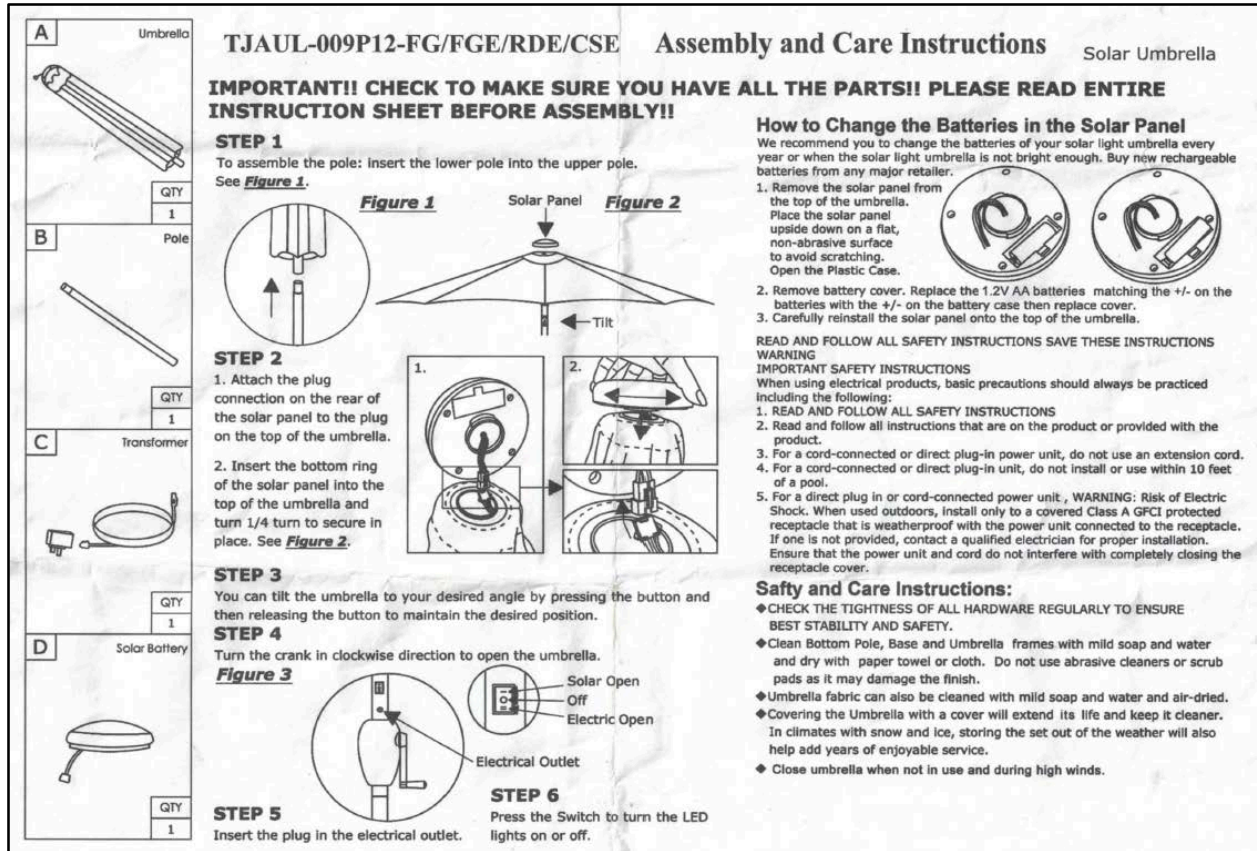 A
Umbrella
QTY
1
B
Pole
QTY
1
C
Transformer
QTY
1
D
Solar Battery
QTY
1
TJAUL-009P12-FG/FGE/RDE/CSE Assembly and Care Instructions Solar Umbrella
IMPORTANT!! CHECK TO MAKE SURE YOU HAVE ALL THE PARTS!! PLEASE READ ENTIRE
INSTRUCTION SHEET BEFORE ASSEMBLY!!
STEP 1
To assemble the pole: insert the lower pole into the upper pole.
See Figure 1.
Figure 1
Solar Panel
Figure 2
Tilt
STEP 2
1. Attach the plug
connection on the rear of
the solar panel to the plug
on the top of the umbrella.
2. Insert the bottom ring
of the solar panel into the
top of the umbrella and
turn 1/4 turn to secure in
place. See Figure 2.
1.
2.
STEP 3
You can tilt the umbrella to your desired angle by pressing the button and
then releasing the button to maintain the desired position.
STEP 4
Turn the crank in clockwise direction to open the umbrella.
Figure 3
Solar Open
Off
Electric Open
Electrical Outlet
STEP 5
Insert the plug in the electrical outlet.
STEP 6
Press the Switch to turn the LED
lights on or off.
How to Change the Batteries in the Solar Panel
We recommend you to change the batteries of your solar light umbrella every
year or when the solar light umbrella is not bright enough. Buy new rechargeable
batteries from any major retailer.
1. Remove the solar panel from
the top of the umbrella.
Place the solar panel
upside down on a flat,
non-abrasive surface
to avoid scratching.
Open the Plastic Case.
2. Remove battery cover. Replace the 1.2V AA batteries matching the +/- on the
batteries with the +/- on the battery case then replace cover.
3. Carefully reinstall the solar panel onto the top of the umbrella.
READ AND FOLLOW ALL SAFETY INSTRUCTIONS SAVE THESE INSTRUCTIONS
WARNING
IMPORTANT SAFETY INSTRUCTIONS
When using electrical products, basic precautions should always be practiced
including the following:
1. READ AND FOLLOW ALL SAFETY INSTRUCTIONS
2. Read and follow all instructions that are on the product or provided with the
product.
3. For a cord-connected or direct plug-in power unit, do not use an extension cord.
4. For a cord-connected or direct plug-in unit, do not install or use within 10 feet
of a pool.
5. For a direct plug in or cord-connected power unit , WARNING: Risk of Electric
Shock. When used outdoors, install only to a covered Class A GFCI protected
receptacle that is weatherproof with the power unit connected to the receptacle.
If one is not provided, contact a qualified electrician for proper installation.
Ensure that the power unit and cord do not interfere with completely closing the
receptacle cover.
Safty and Care Instructions:
◆CHECK THE TIGHTNESS OF ALL HARDWARE REGULARLY TO ENSURE
BEST STABILITY AND SAFETY.
◆Clean Bottom Pole, Base and Umbrella frames with mild soap and water
and dry with paper towel or cloth. Do not use abrasive cleaners or scrub
pads as it may damage the finish.
◆Umbrella fabric can also be cleaned with mild soap and water and air-dried.
◆Covering the Umbrella with a cover will extend its life and keep it cleaner.
In climates with snow and ice, storing the set out of the weather will also
help add years of enjoyable service.
◆ Close umbrella when not in use and during high winds.